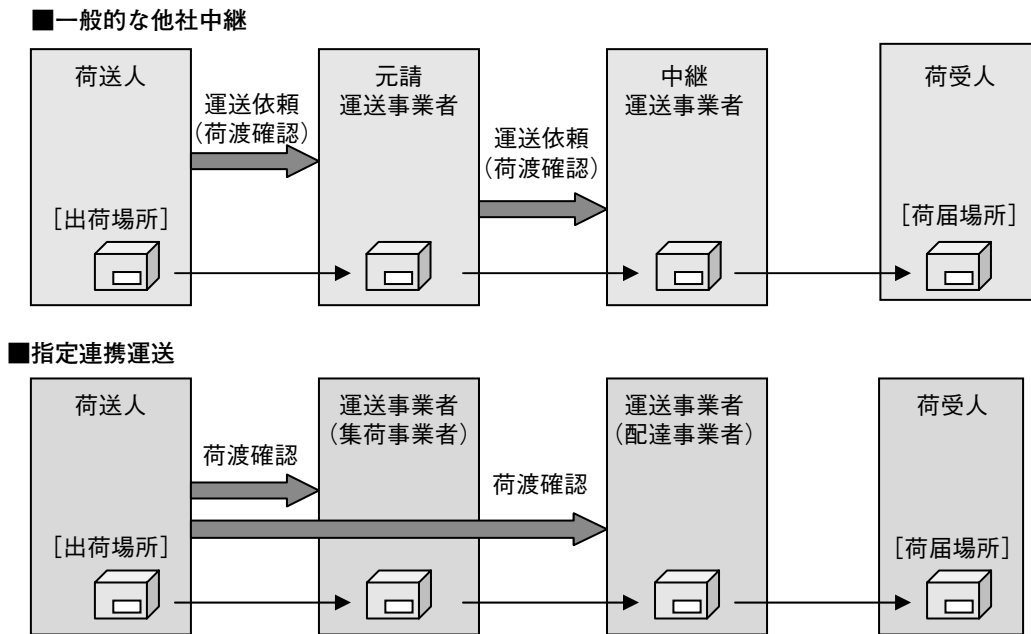 ■一般的な他社中継
荷送人
元請
運送事業者
中継
運送事業者
荷受人
運送依頼
（荷渡確認）
運送依頼
（荷渡確認）
［出荷場所］
［荷届場所］
■指定連携運送
荷送人
運送事業者
（集荷事業者）
運送事業者
（配達事業者）
荷受人
荷渡確認
荷渡確認
［出荷場所］
［荷届場所］